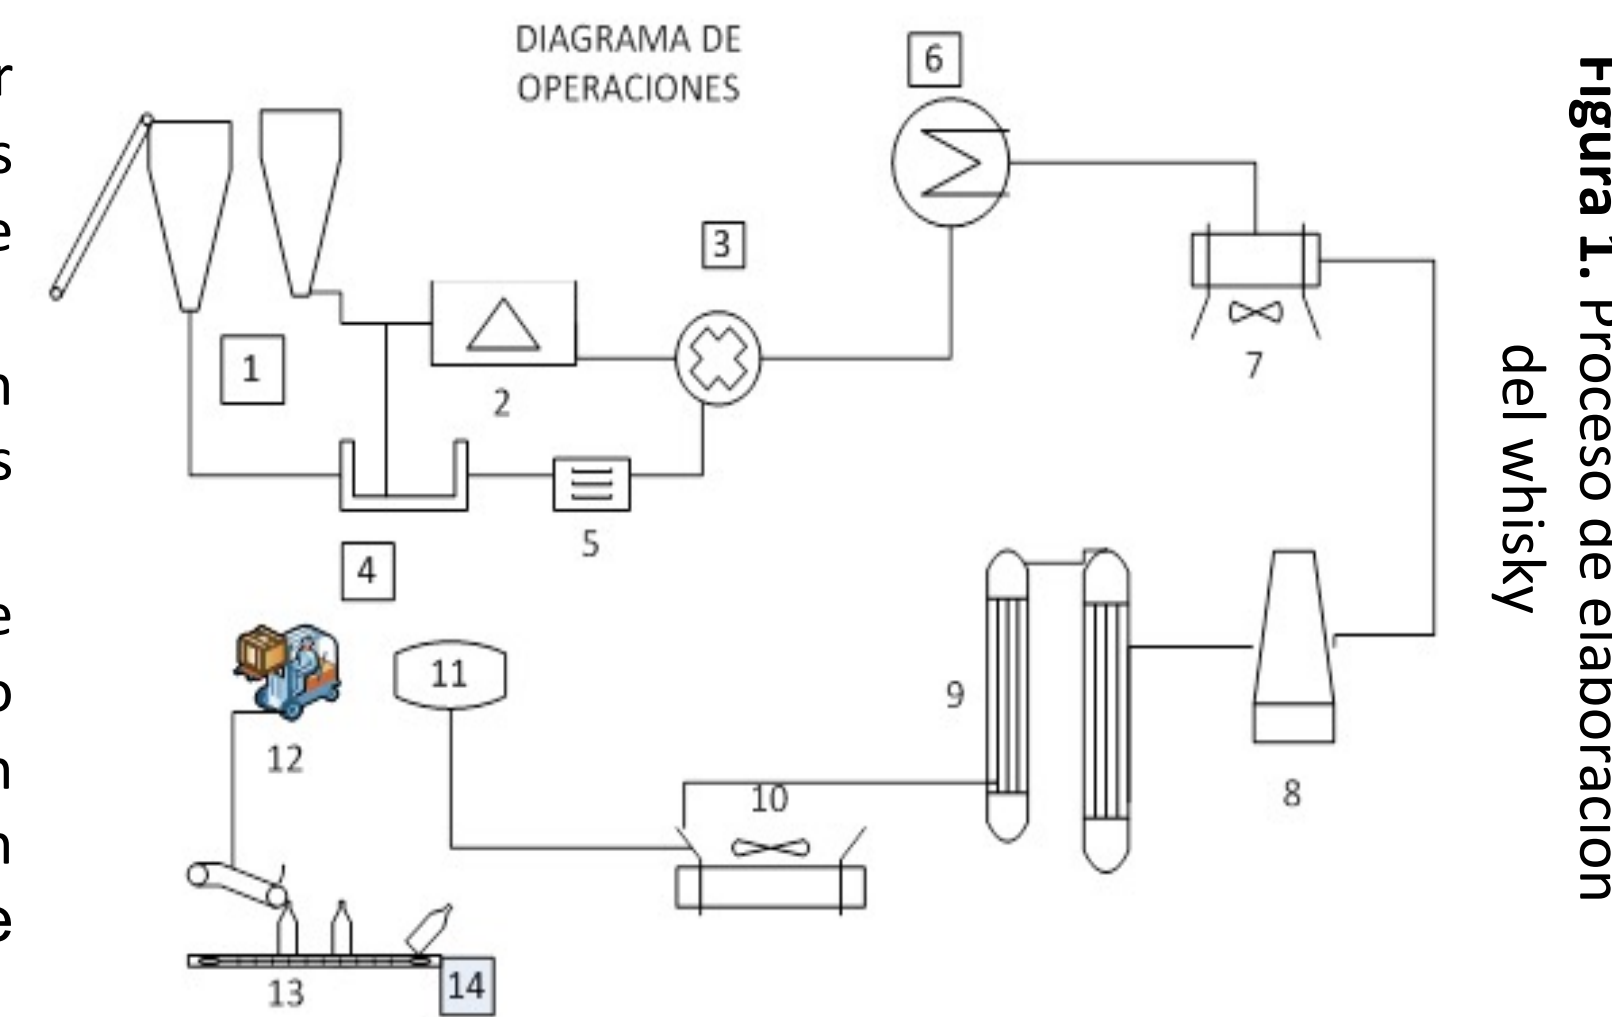 DIAGRAMA DE
OPERACIONES
6
3
1
2
7
5
4
9
11
12
10
8
13
14
Figura 1. Proceso de elaboracion
del whisky
r
s
e
n
s
e
o
n
n
e